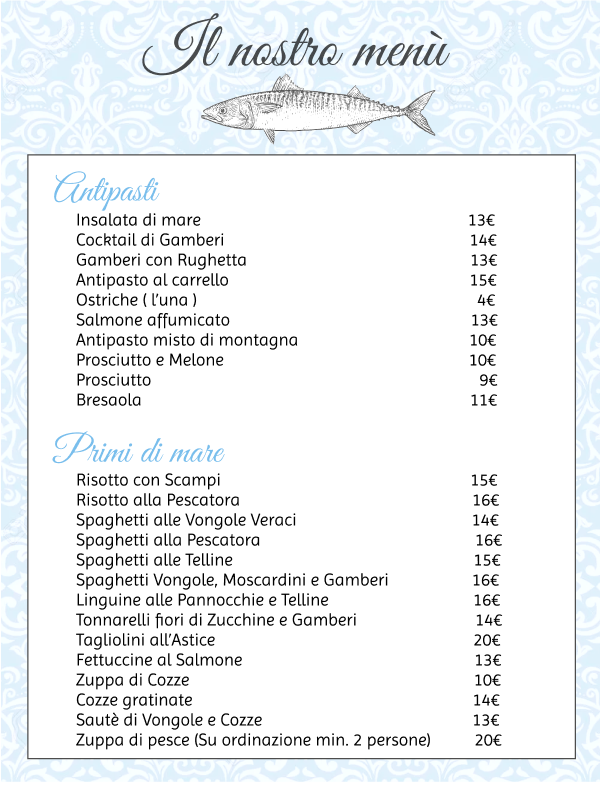 Il nostro menù
Antipasti
Insalata di mare 13€
Cocktail di Gamberi 14€
Gamberi con Rughetta 13€
Antipasto al carrello 15€
Ostriche ( l'una ) 4€
Salmone affumicato 13€
Antipasto misto di montagna 10€
Prosciutto e Melone 10€
Prosciutto 9€
Bresaola 11€
Primi di mare
Risotto con Scampi 15€
Risotto alla Pescatora 16€
Spaghetti alle Vongole Veraci 14€
Spaghetti alla Pescatora 16€
Spaghetti alle Telline 15€
Spaghetti Vongole, Moscardini e Gamberi 16€
Linguine alle Pannocchie e Telline 16€
Tonnarelli fiori di Zucchine e Gamberi 14€
Tagliolini all'Astice 20€
Fettuccine al Salmone 13€
Zuppa di Cozze 10€
Cozze gratinate 14€
Sautè di Vongole e Cozze 13€
Zuppa di pesce (Su ordinazione min. 2 persone) 20€